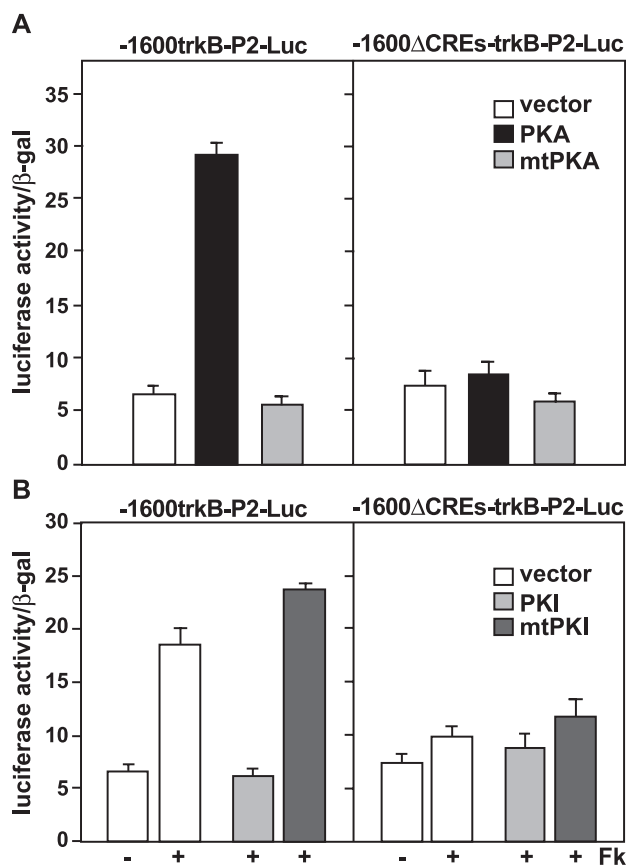 A
-1600trkB-P2-Luc
-1600ΔCREs-trkB-P2-Luc
luciferase activity/β-gal
35
30
25
20
15
10
5
0
vector
PKA
mtPKA
B
-1600trkB-P2-Luc
-1600ΔCREs-trkB-P2-Luc
luciferase activity/β-gal
30
25
20
15
10
5
0
vector
PKI
mtPKI
- + + + - + + + Fk